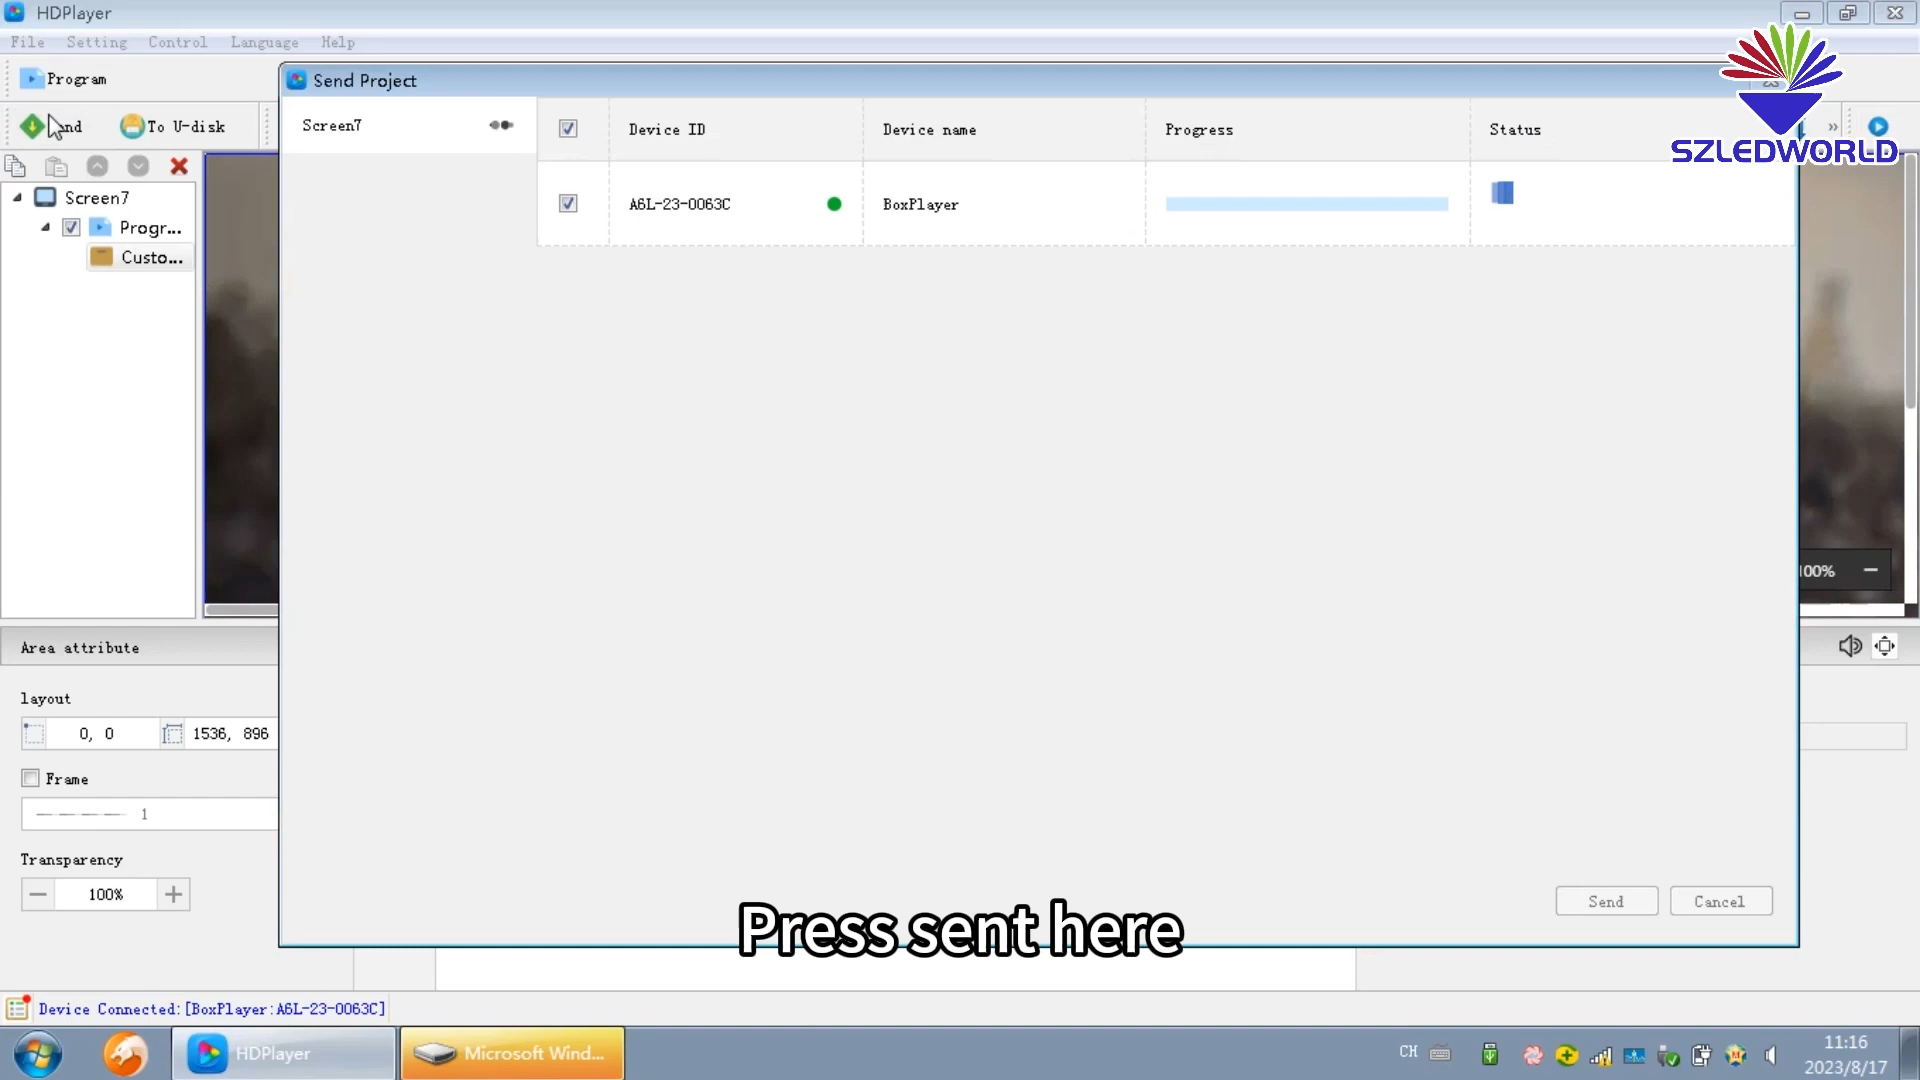 HDPlayer
File Setting Control Language Help
Program
Send Project
SZLEDWORLD
To U-disk
Screen7
Device ID Device name Progress Status
A6L-23-0063C BoxPlayer
Screen7
Progr...
Custo...
100%
Area attribute
layout
0, 0 1536, 896
Frame
1
Transparency
100%
Send Cancel
Press sent here
Device Connected:[BoxPlayer:A6L-23-0063C]
HDPlayer Microsoft Wind... CH 11:16
2023/8/17